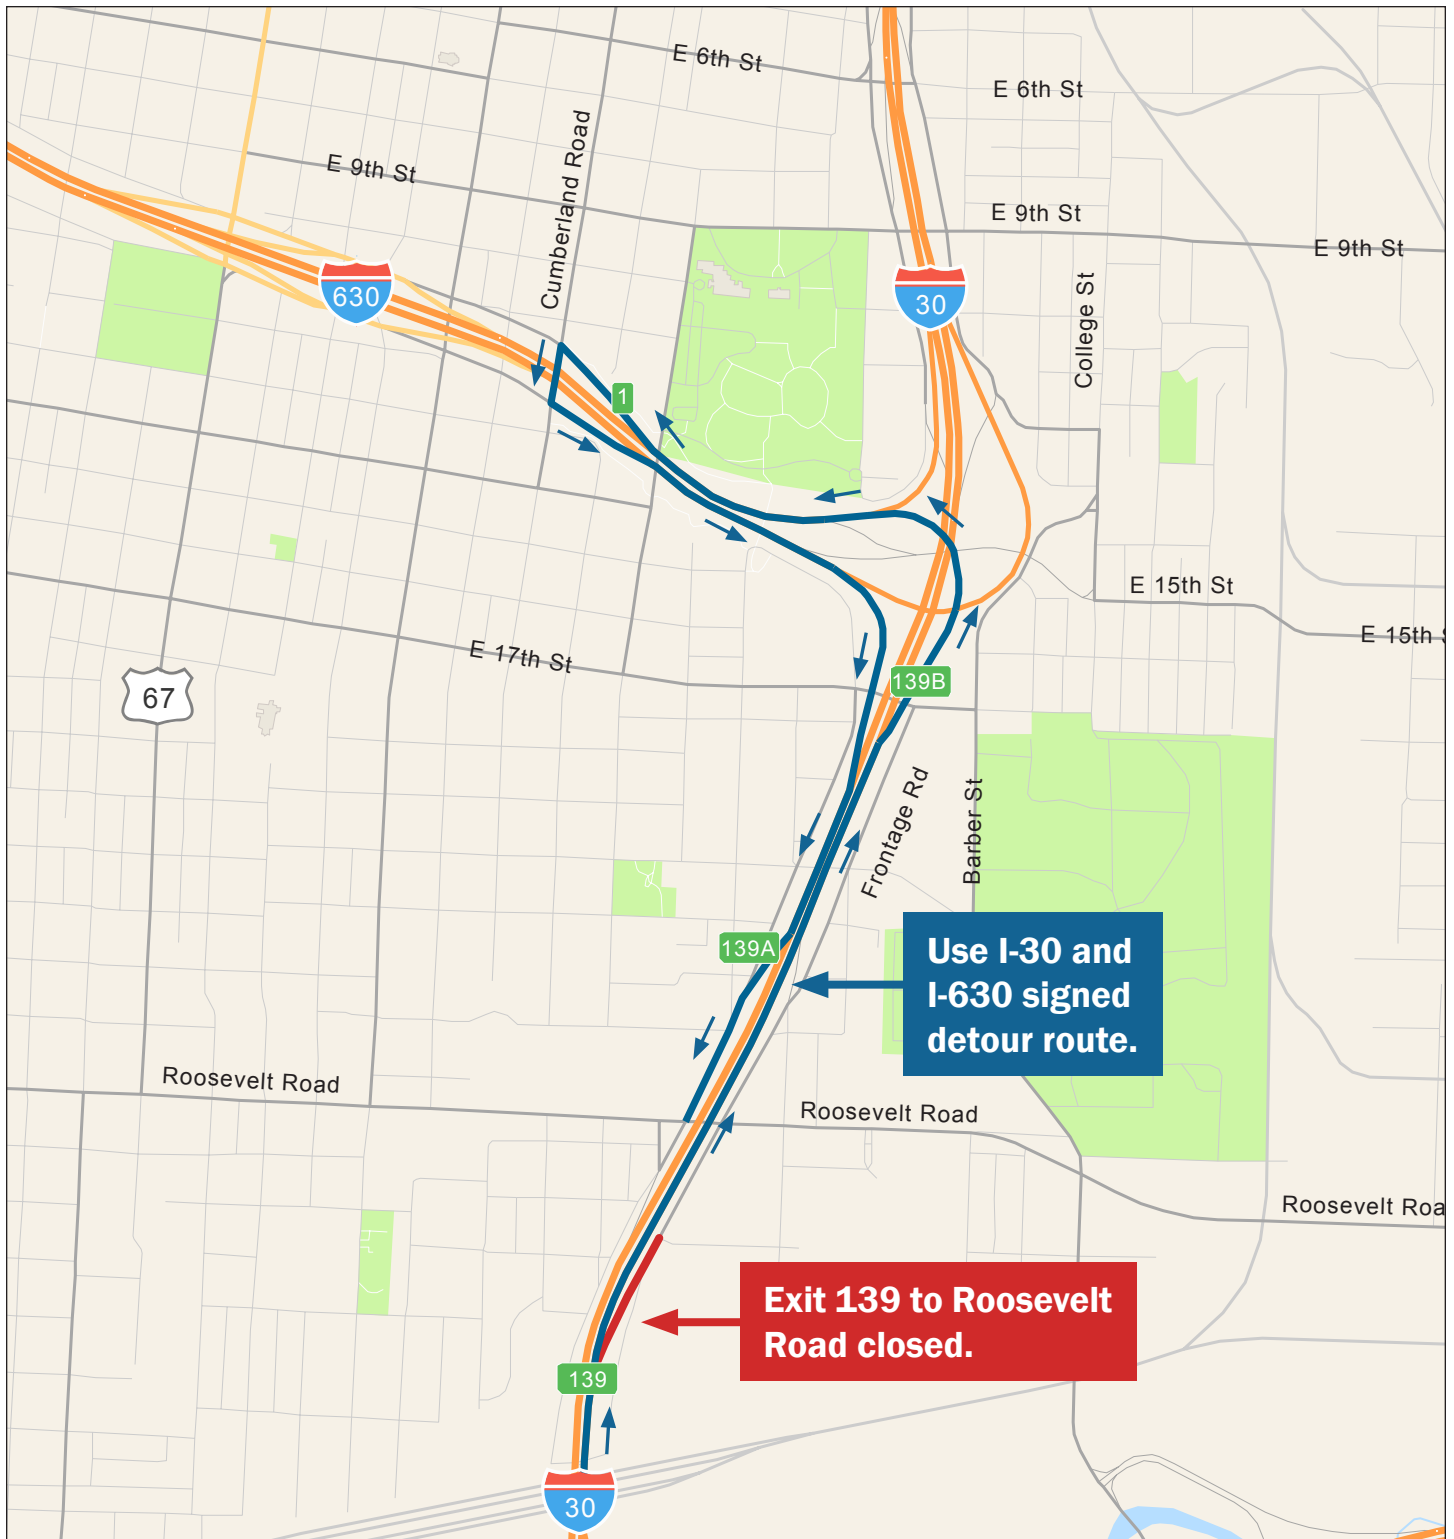 E 6th St
E 6th St
Cumberland Road
E 9th St
E 9th St
E 9th St
630
30
College St
1
E 15th St
E 15th S
E 17th St
67
139B
Frontage Rd
Barber St
139A
Use I-30 and
I-630 signed
detour route.
Roosevelt Road
Roosevelt Road
Roosevelt Roa
Exit 139 to Roosevelt
Road closed.
139
30